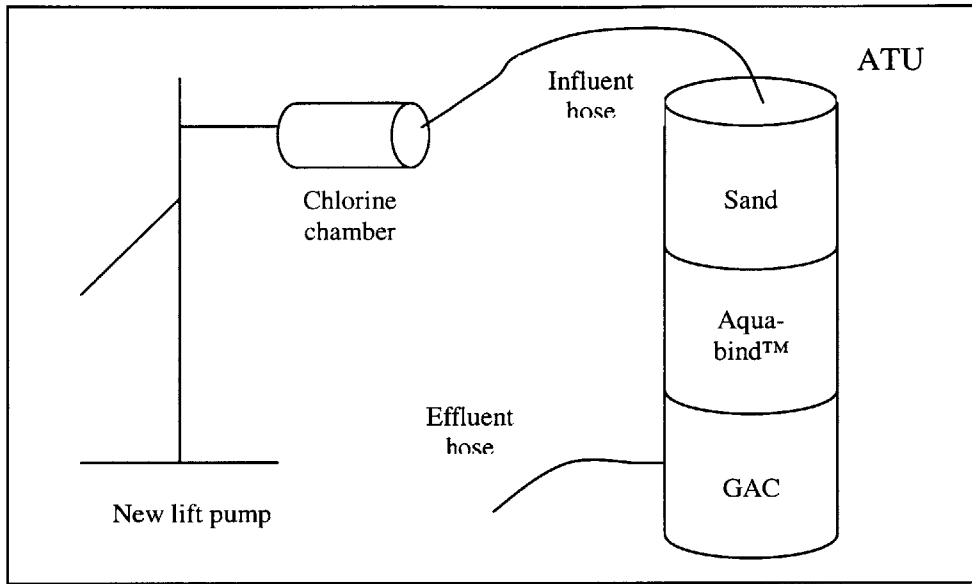 ATU
Influent
hose
Chlorine
chamber
Sand
Aqua-
bind™
Effluent
hose
GAC
New lift pump